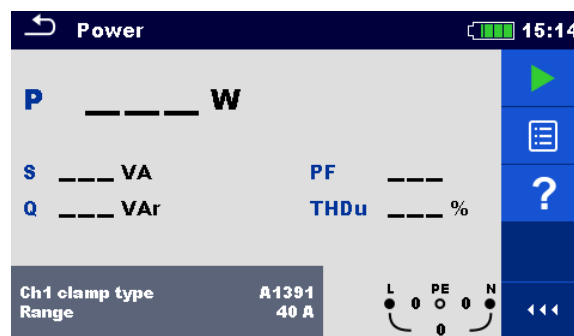 Power 15:14
P ___ W
S ___ VA PF ___
Q ___ VAr THDu ___ %
?
Ch1 clamp type A1391
Range 40 A
L PE N
0 0
0